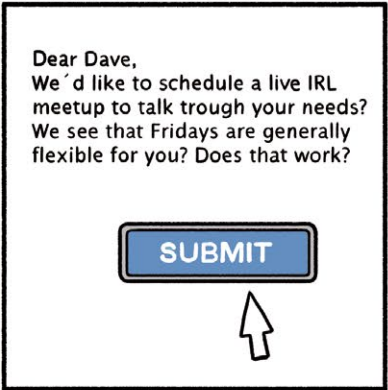 Dear Dave,
We´d like to schedule a live IRL
meetup to talk trough your needs?
We see that Fridays are generally
flexible for you? Does that work?
SUBMIT